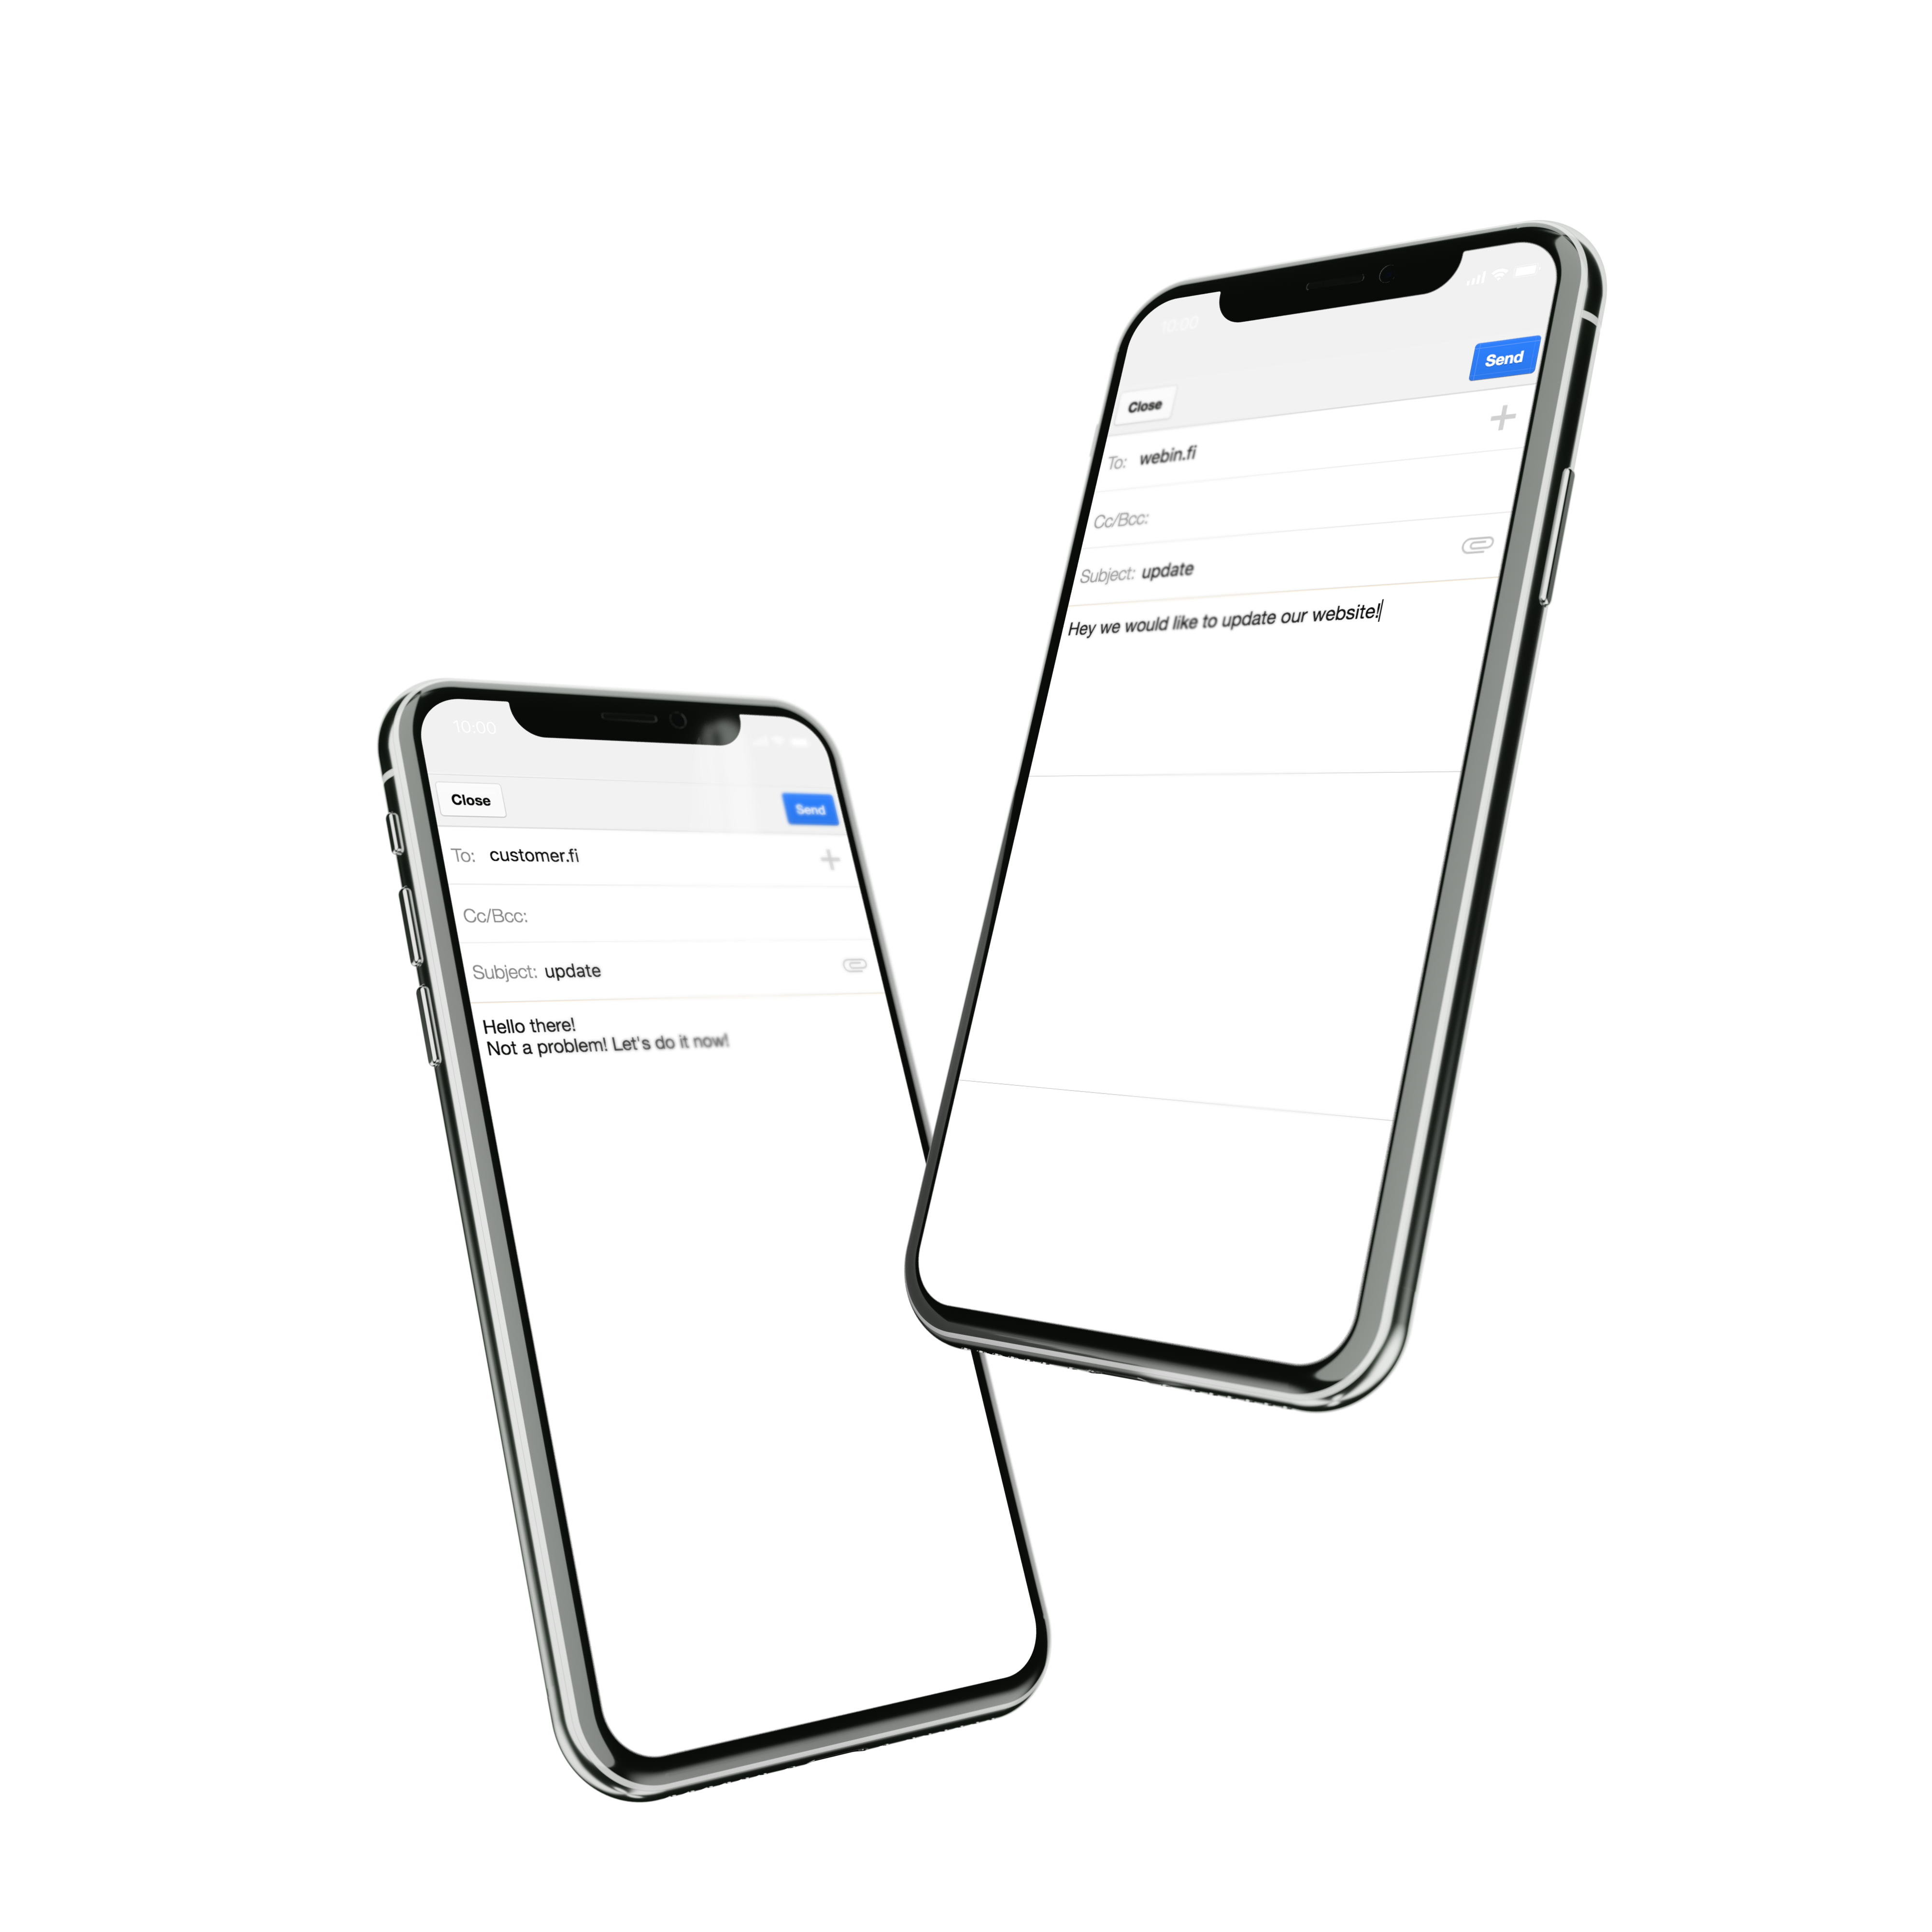 10:00
Close
Send
To: customer.fi
Cc/Bcc:
Subject: update
Hello there!
Not a problem! Let's do it now!
10:00
Send
Close
To: webin.fi
Cc/Bcc:
Subject: update
Hey we would like to update our website!